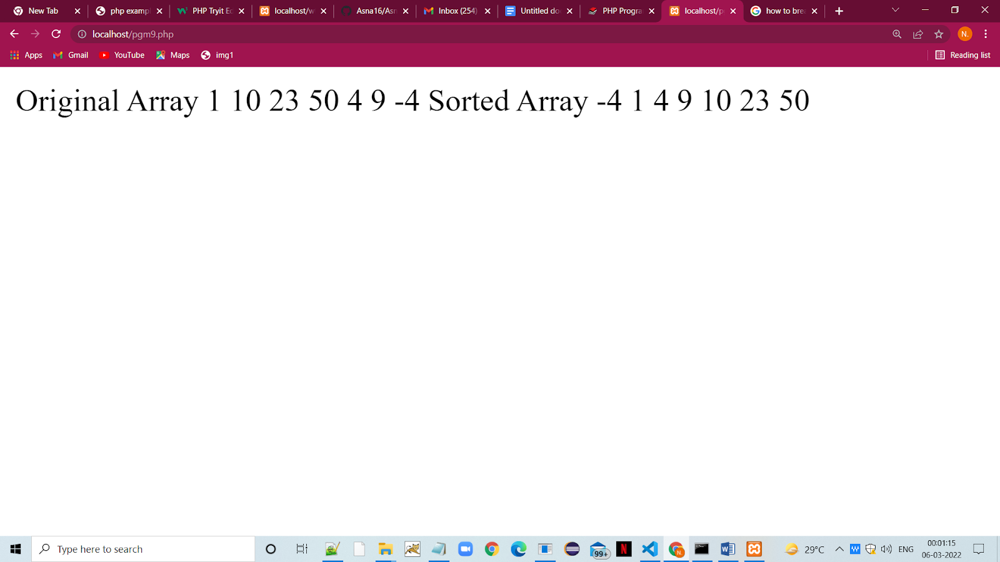 New Tab php exampl PHP Tryit Ed localhost/w Asna16/Asn Inbox (254) Untitled do PHP Progra localhost/p how to brea
localhost/pgm9.php N.
Apps Gmail YouTube Maps img1 Reading list
Original Array 1 10 23 50 4 9 -4 Sorted Array -4 1 4 9 10 23 50
Type here to search 99+ N 29°C ENG 00:01:15
06-03-2022